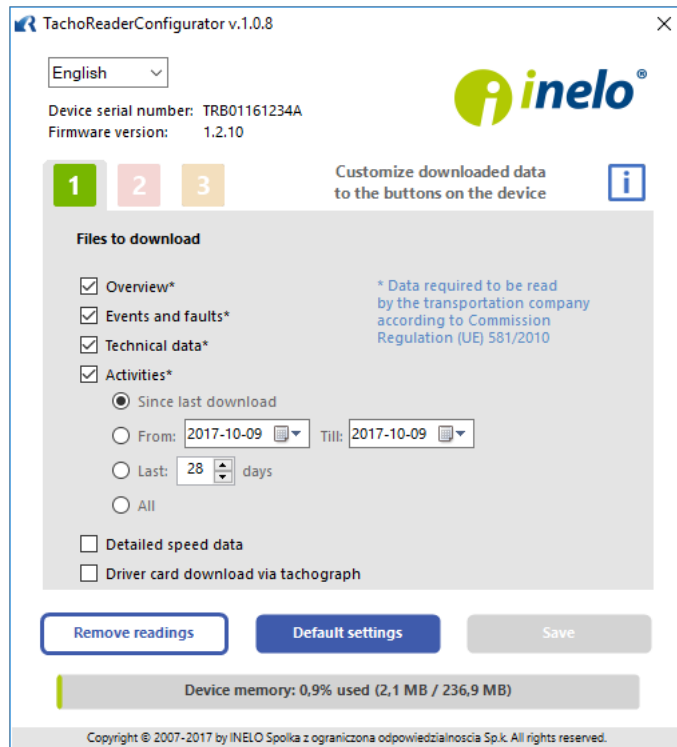 TachoReaderConfigurator v.1.0.8
English
Device serial number: TRB01161234A
Firmware version: 1.2.10
inelo®
1 2 3
Customize downloaded data
to the buttons on the device
i
Files to download
Overview*
Events and faults*
Technical data*
Activities*
* Data required to be read
by the transportation company
according to Commission
Regulation (UE) 581/2010
Since last download
From: 2017-10-09 Till: 2017-10-09
Last: 28 days
All
Detailed speed data
Driver card download via tachograph
Remove readings Default settings Save
Device memory: 0,9% used (2,1 MB / 236,9 MB)
Copyright © 2007-2017 by INELO Spolka z ograniczona odpowiedzialnoscia Sp.k. All rights reserved.